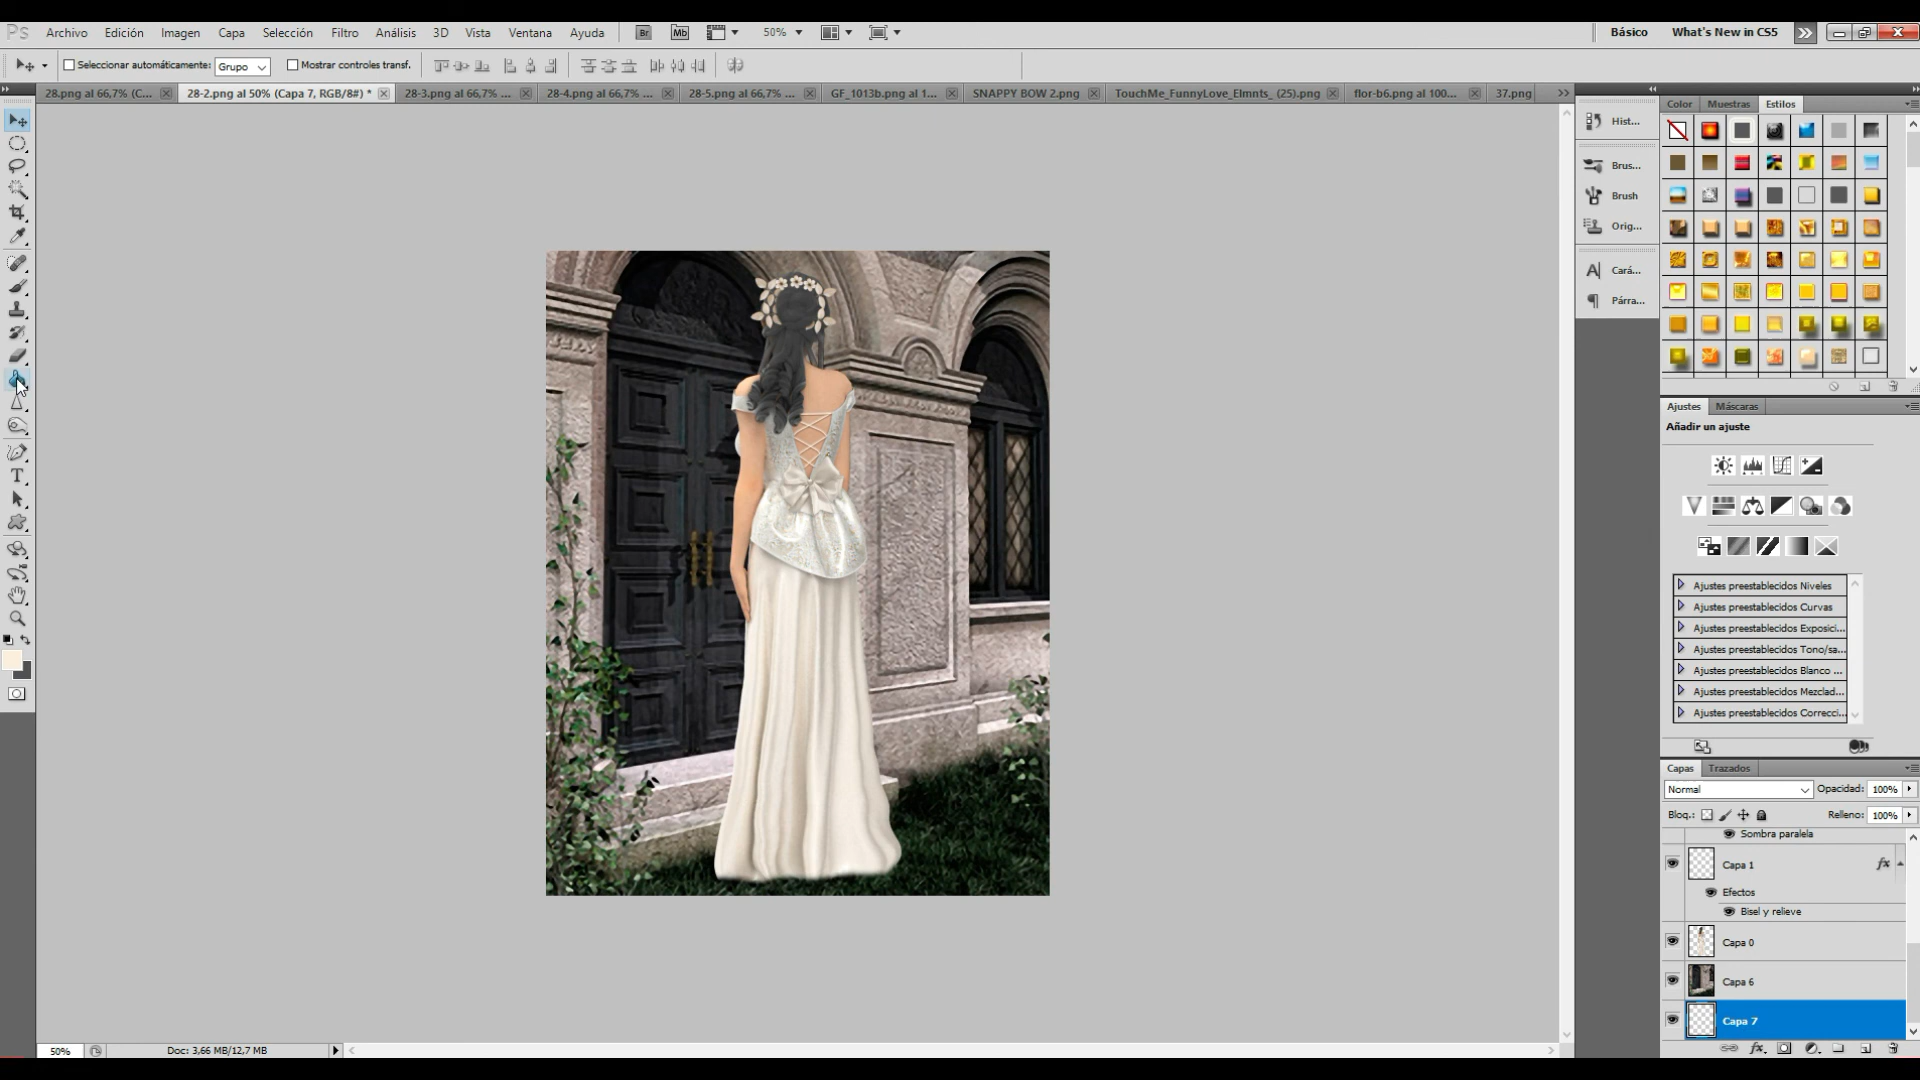 Ps Archivo Edición Imagen Capa Selección Filtro Análisis 3D Vista Ventana Ayuda Br Mb 50% Básico What's New in CS5
Seleccionar automáticamente: Grupo Mostrar controles transf.
28.png al 66,7% (C... 28-2.png al 50% (Capa 7, RGB/8#) * 28-3.png al 66,7% ... 28-4.png al 66,7% ... 28-5.png al 66,7% ... GF_1013b.png al 1... SNAPPY BOW 2.png TouchMe_FunnyLove_Elmnts_ (25).png flor-b6.png al 100... 37.png
Color Muestras Estilos
Hist...
Brus...
Brush
Orig...
Cará...
Párra...
Ajustes Máscaras
Añadir un ajuste
Ajustes preestablecidos Niveles
Ajustes preestablecidos Curvas
Ajustes preestablecidos Exposici...
Ajustes preestablecidos Tono/sa...
Ajustes preestablecidos Blanco ...
Ajustes preestablecidos Mezclad...
Ajustes preestablecidos Correcci...
Capas Trazados
Normal Opacidad: 100%
Bloq.: Relleno: 100%
Sombra paralela
Capa 1 fx
Efectos
Bisel y relieve
Capa 0
Capa 6
Capa 7
50% Doc: 3,66 MB/12,7 MB